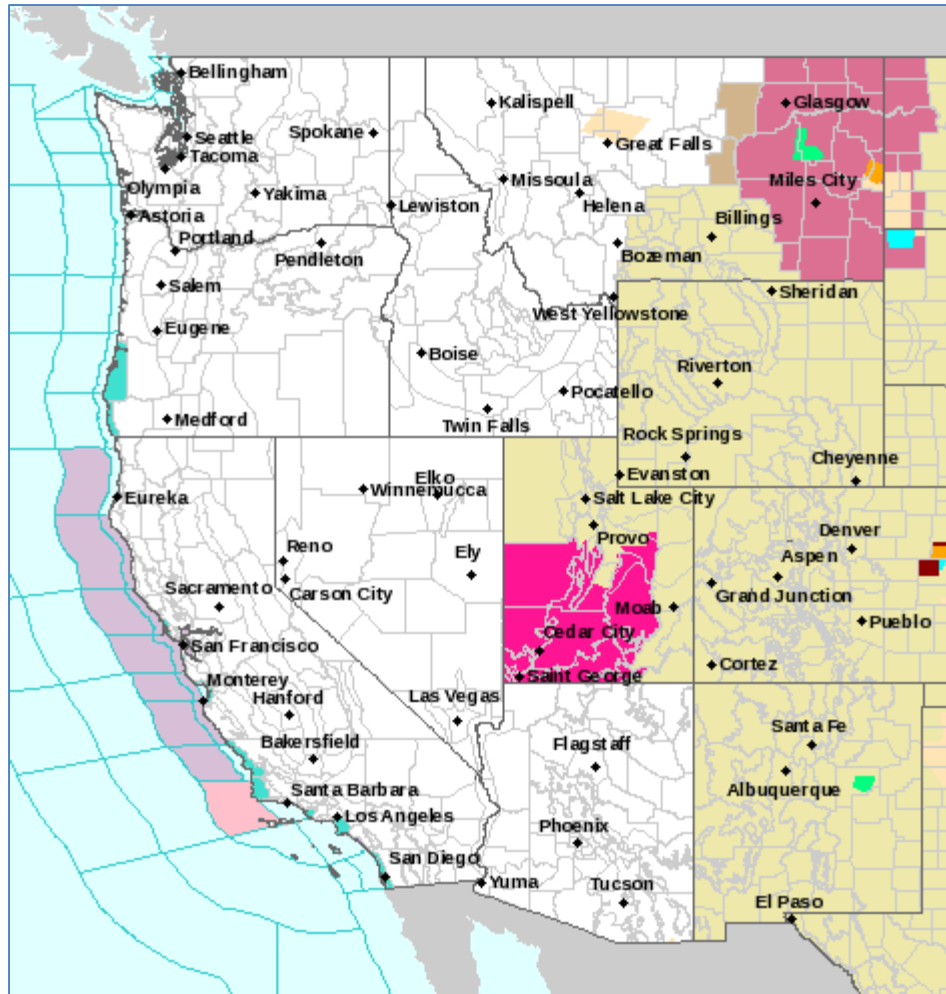 Bellingham
Kalispell
Glasgow
Seattle
Spokane
Great Falls
Tacoma
Olympia
Missoula
Miles City
Yakima
Lewiston
Helena
Astoria
Portland
Billings
Pendleton
Bozeman
Salem
Sheridan
West Yellowstone
Eugene
Boise
Riverton
Pocatello
Medford
Twin Falls
Rock Springs
Cheyenne
Evanston
Elko
Winnemucca
Eureka
Salt Lake City
Provo
Denver
Reno
Ely
Aspen
Carson City
Grand Junction
Sacramento
Moab
Pueblo
San Francisco
Cedar City
Cortez
Saint George
Monterey
Hanford
Las Vegas
Santa Fe
Bakersfield
Flagstaff
Albuquerque
Santa Barbara
Los Angeles
Phoenix
San Diego
Yuma
Tucson
El Paso